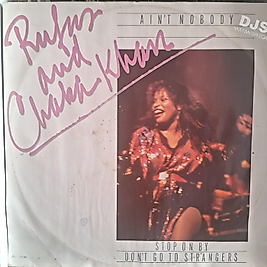 Rufus
and
Chaka Khan
AIN'T NOBODY
DJS
STOP ON BY
DON'T GO TO STRANGERS